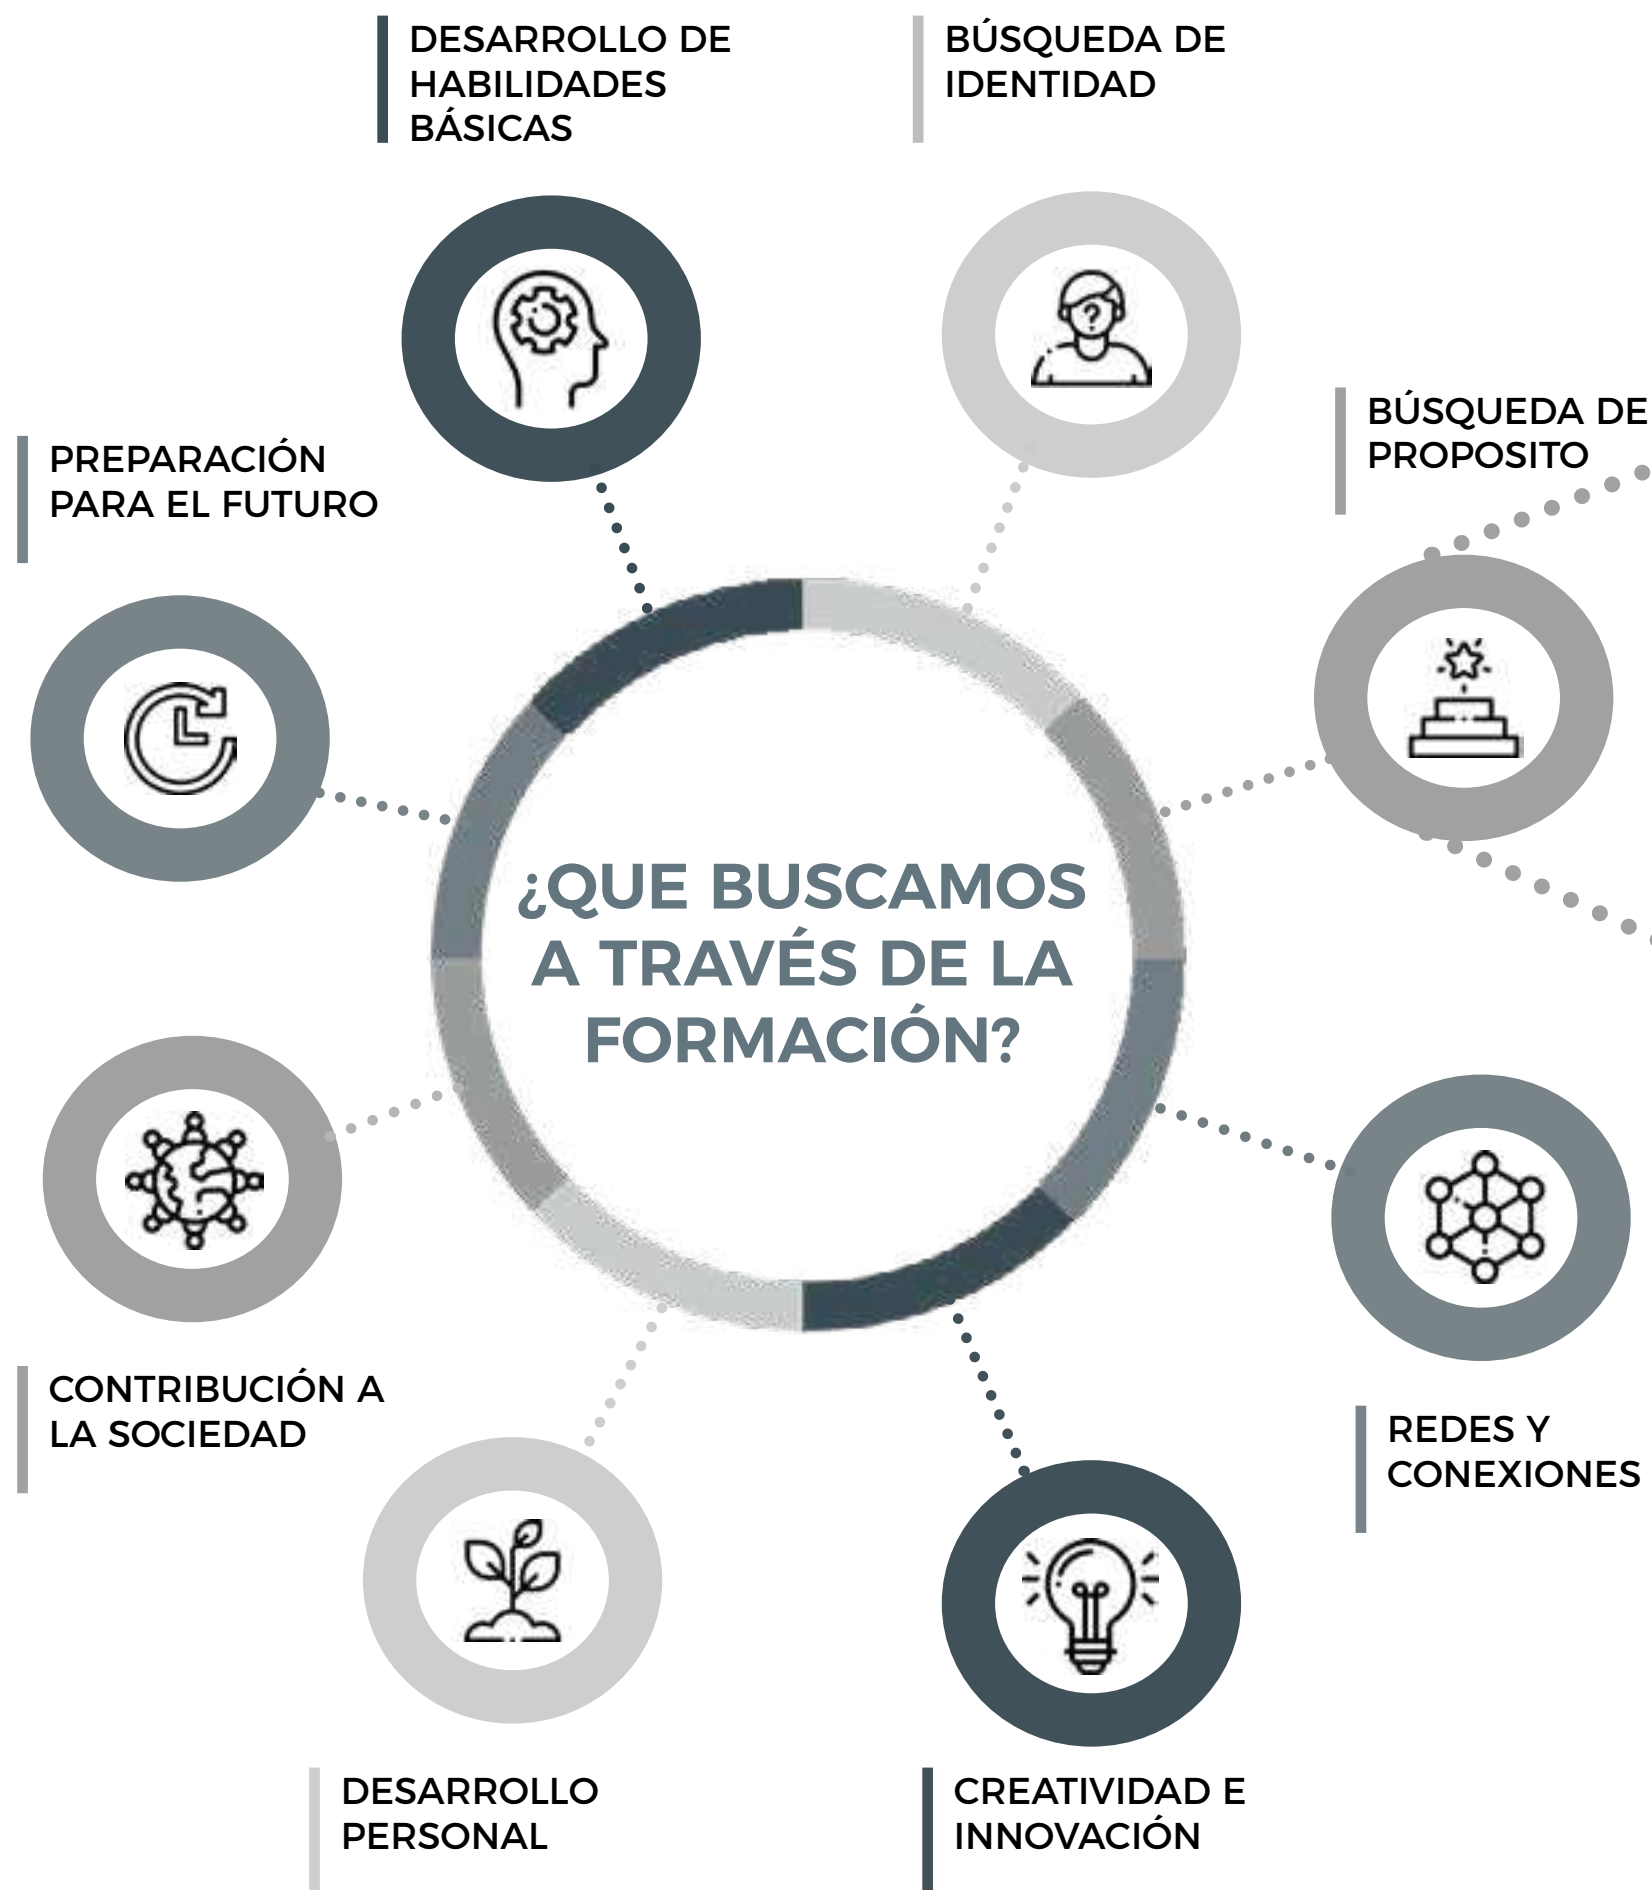 DESARROLLO DE
HABILIDADES
BÁSICAS
BÚSQUEDA DE
IDENTIDAD
BÚSQUEDA DE
PROPOSITO
PREPARACIÓN
PARA EL FUTURO
¿QUE BUSCAMOS
A TRAVÉS DE LA
FORMACIÓN?
CONTRIBUCIÓN A
LA SOCIEDAD
REDES Y
CONEXIONES
DESARROLLO
PERSONAL
CREATIVIDAD E
INNOVACIÓN